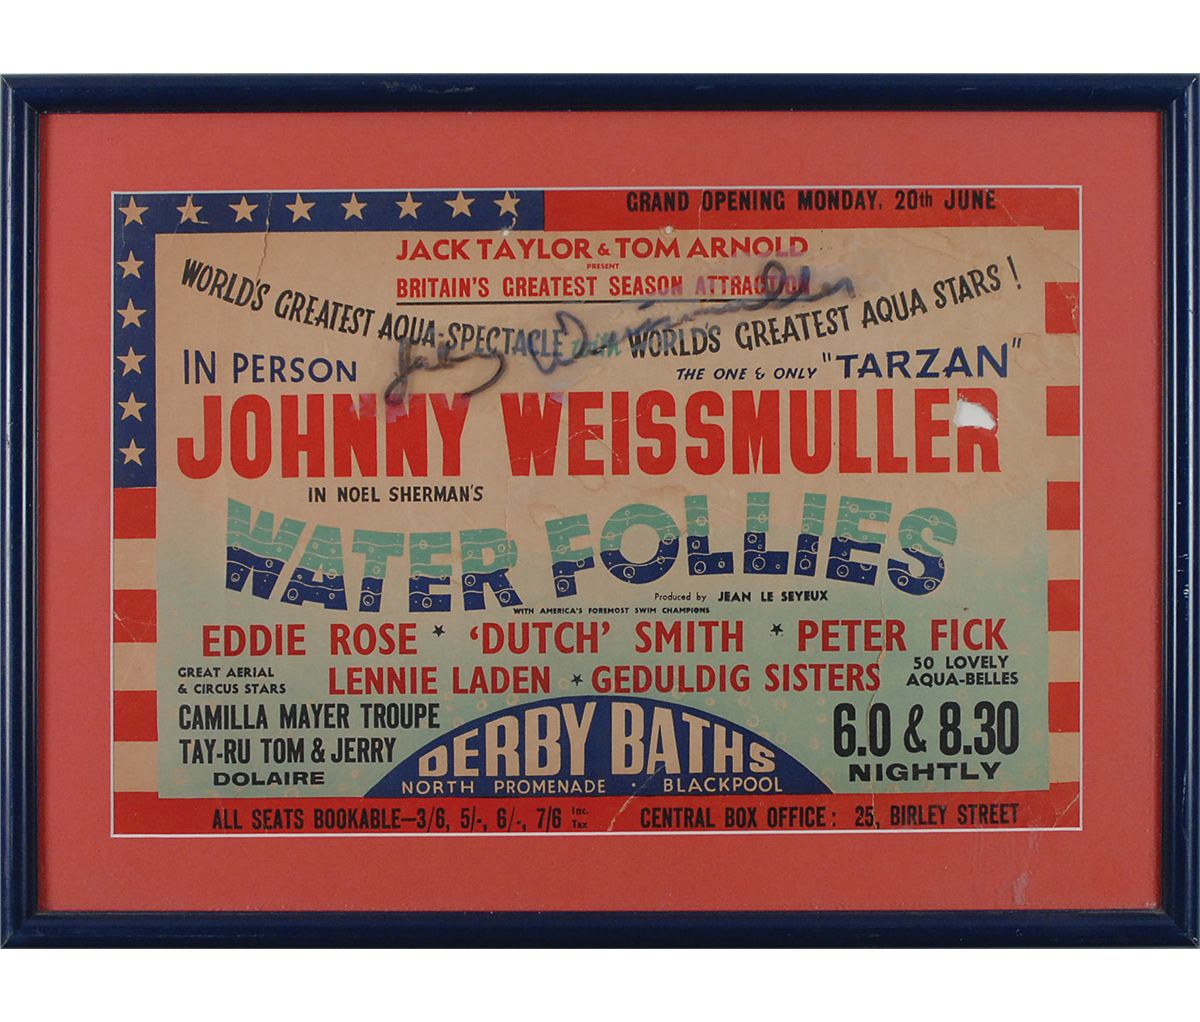 GRAND OPENING MONDAY, 20th JUNE
JACK TAYLOR & TOM ARNOLD
PRESENT
BRITAIN'S GREATEST SEASON ATTRACTION
WORLD'S GREATEST AQUA-SPECTACLE with WORLD'S GREATEST AQUA STARS!
Johnny Weissmuller
IN PERSON THE ONE & ONLY "TARZAN"
JOHNNY WEISSMULLER
IN NOEL SHERMAN'S
WATER FOLLIES
Produced by JEAN LE SEYEUX
WITH AMERICA'S FOREMOST SWIM CHAMPIONS
EDDIE ROSE ★ 'DUTCH' SMITH ★ PETER FICK
GREAT AERIAL
& CIRCUS STARS
LENNIE LADEN ★ GEDULDIG SISTERS
50 LOVELY
AQUA-BELLES
CAMILLA MAYER TROUPE
TAY-RU TOM & JERRY
DOLAIRE
DERBY BATHS
NORTH PROMENADE · BLACKPOOL
6.0 & 8.30
NIGHTLY
ALL SEATS BOOKABLE—3/6, 5/-, 6/-, 7/6 Inc. Tax
CENTRAL BOX OFFICE: 25, BIRLEY STREET